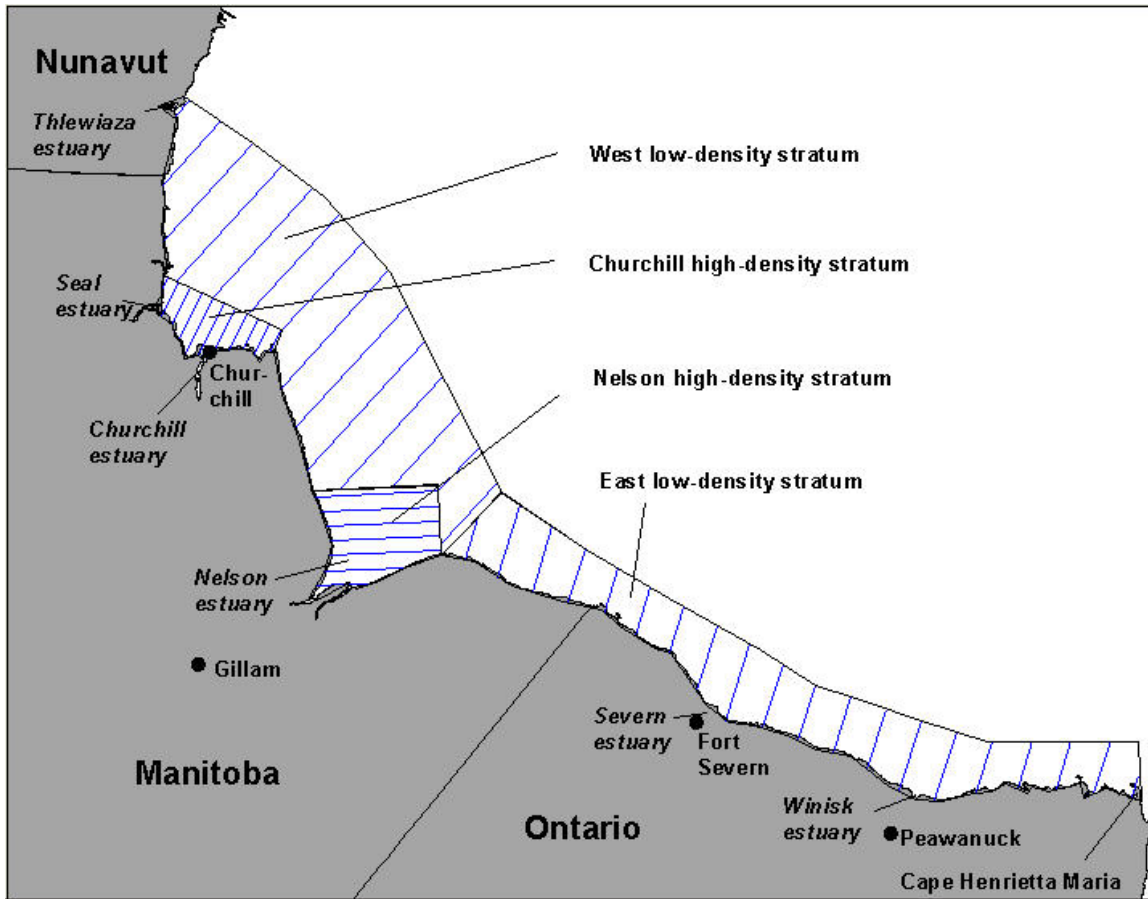 Nunavut
Thlewiaza
estuary
West low-density stratum
Churchill high-density stratum
Seal
estuary
Chur-
chill
Nelson high-density stratum
Churchill
estuary
East low-density stratum
Nelson
estuary
Gillam
Severn
estuary
Fort
Severn
Manitoba
Ontario
Winisk
estuary
Peawanuck
Cape Henrietta Maria